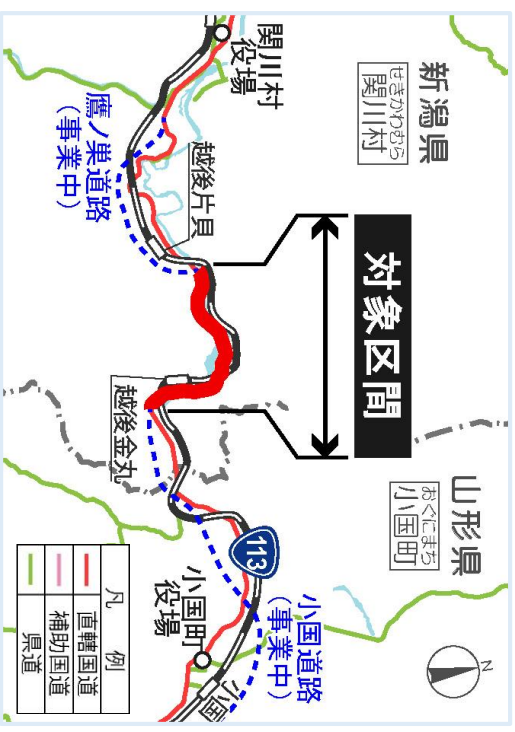 新潟県
せきかわむら
関川村
対象区間
山形県
おぐにまち
小国町
N
関川村
役場
越後片貝
鷹ノ巣道路
(事業中)
越後金丸
113
小国道路
(事業中)
小国町
役場
小国
凡 例
直轄国道
補助国道
県道